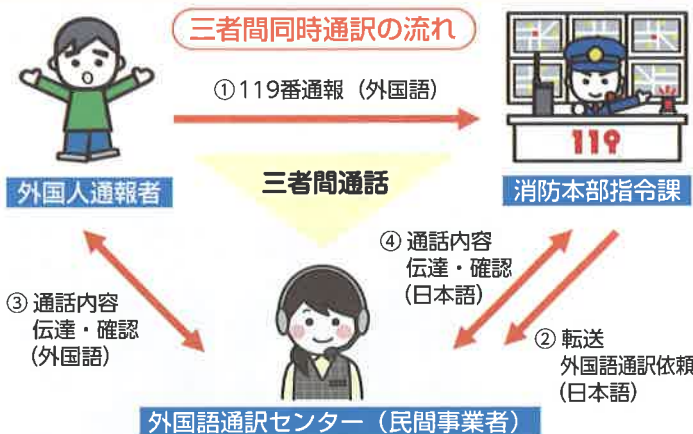 三者間同時通訳の流れ
①119番通報（外国語）
119
外国人通報者
三者間通話
消防本部指令課
④ 通話内容
伝達・確認
（日本語）
③ 通話内容
伝達・確認
（外国語）
② 転送
外国語通訳依頼
（日本語）
外国語通訳センター（民間事業者）